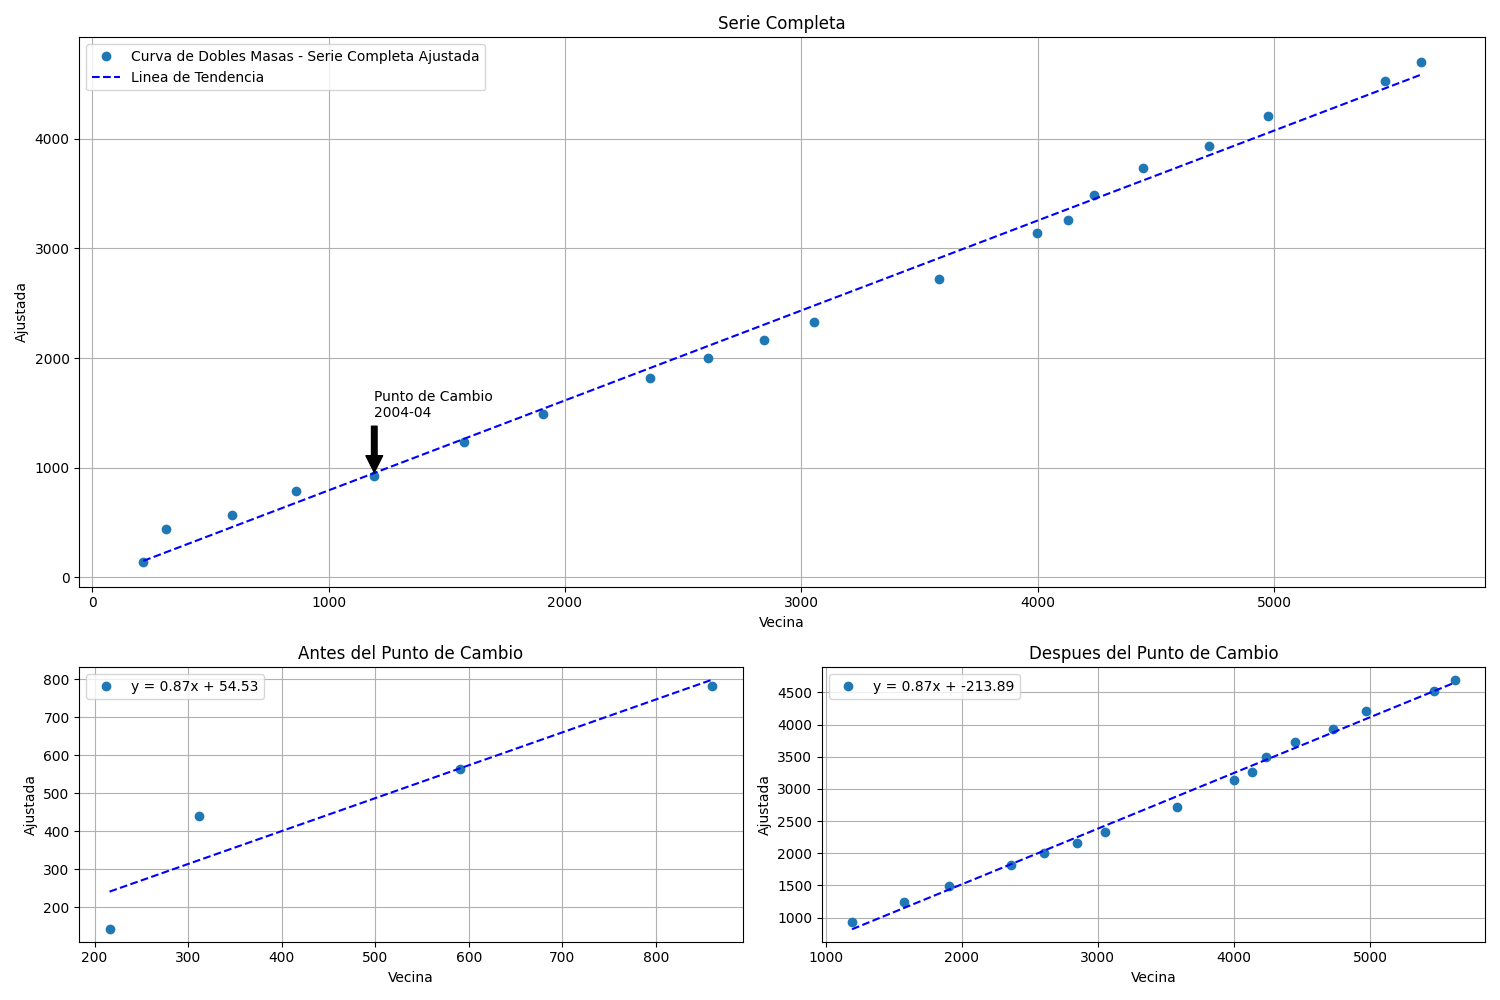 Serie Completa
Curva de Dobles Masas - Serie Completa Ajustada
Linea de Tendencia
Ajustada
4000
3000
2000
1000
0
Punto de Cambio
2004-04
0 1000 2000 3000 4000 5000
Vecina
Antes del Punto de Cambio
y = 0.87x + 54.53
Ajustada
800
700
600
500
400
300
200
200 300 400 500 600 700 800
Vecina
Despues del Punto de Cambio
y = 0.87x + -213.89
Ajustada
4500
4000
3500
3000
2500
2000
1500
1000
1000 2000 3000 4000 5000
Vecina